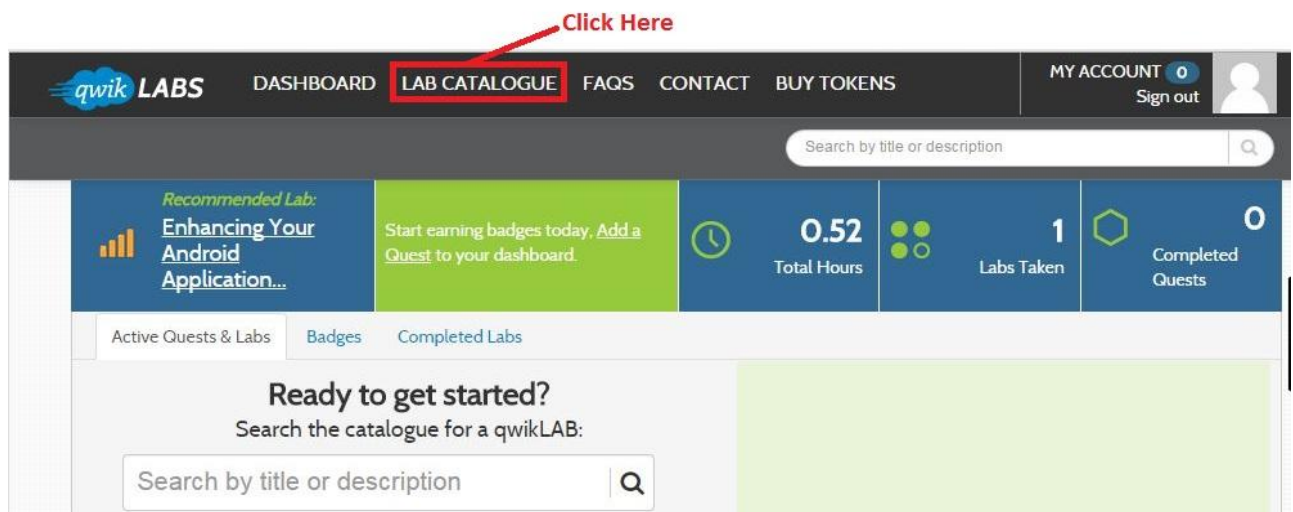 Click Here
qwik LABS DASHBOARD LAB CATALOGUE FAQS CONTACT BUY TOKENS
MY ACCOUNT 0
Sign out
Search by title or description
Recommended Lab:
Enhancing Your
Android
Application...
Start earning badges today, Add a
Quest to your dashboard.
0.52
Total Hours
1
Labs Taken
0
Completed
Quests
Active Quests & Labs Badges Completed Labs
Ready to get started?
Search the catalogue for a qwikLAB:
Search by title or description